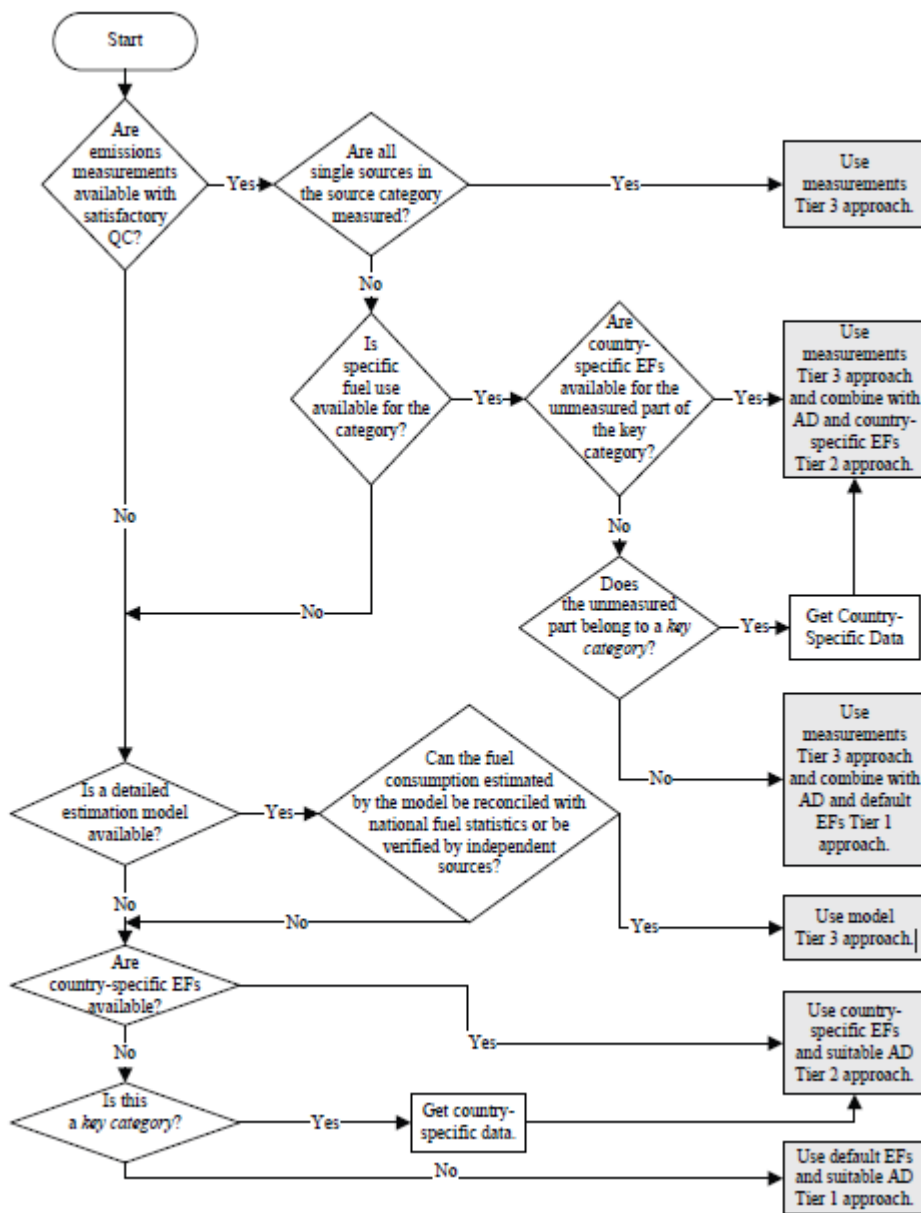 Start
Are
emissions
measurements
available with
satisfactory
QC?
Yes
Are all
single sources in
the source category
measured?
Yes
Use
measurements
Tier 3 approach.
No
Is
specific
fuel use
available for the
category?
Yes
Are
country-
specific EFs
available for the
unmeasured part of
the key
category?
Yes
Use
measurements
Tier 3 approach
and combine with
AD and country-
specific EFs
Tier 2 approach.
No
No
No
Does
the unmeasured
part belong to a key
category?
Yes
Get Country-
Specific Data
No
Use
measurements
Tier 3 approach
and combine with
AD and default
EFs Tier 1
approach.
Is a detailed
estimation model
available?
Yes
Can the fuel
consumption estimated
by the model be reconciled with
national fuel statistics or be
verified by independent
sources?
No
No
Yes
Use model
Tier 3 approach.
Are
country-specific EFs
available?
Yes
Use country-
specific EFs
and suitable AD
Tier 2 approach.
No
Is this
a key category?
Yes
Get country-
specific data.
No
Use default EFs
and suitable AD
Tier 1 approach.